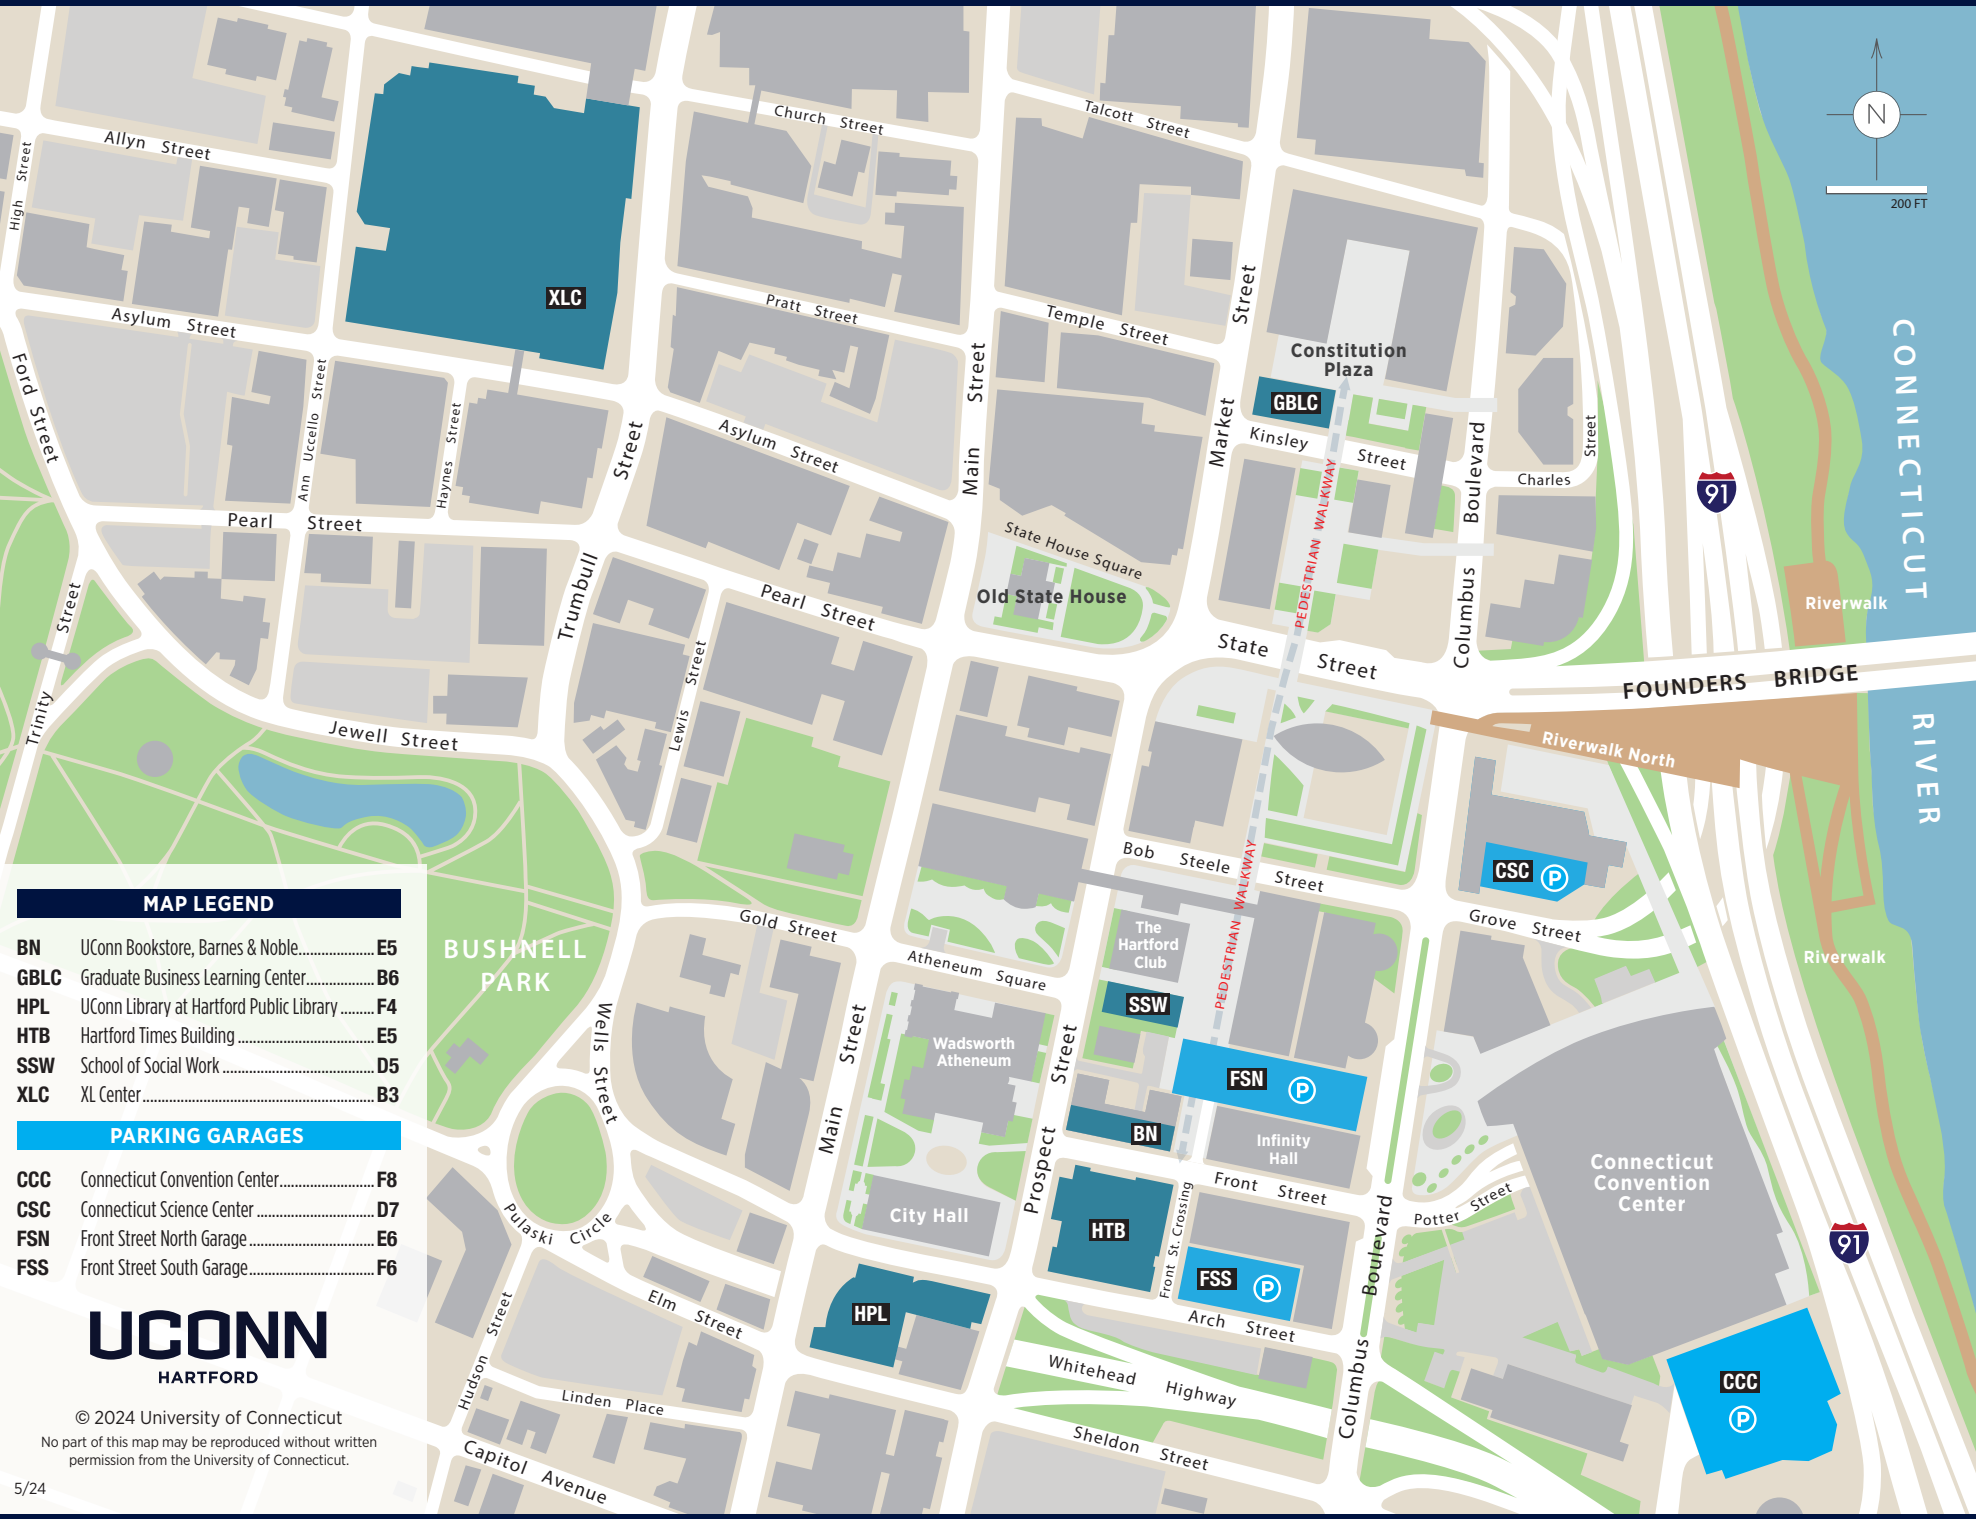 Church Street
Talcott Street
N
200 FT
Allyn Street
High Street
XLC
Asylum Street
Pratt Street
Temple Street
Street
Constitution
Plaza
GBLC
CONNECTICUT
Ford Street
Ann Uccello Street
Haynes Street
Street
Asylum Street
Main Street
Market
Kinsley Street
Boulevard
Charles Street
91
Pearl Street
PEDESTRIAN WALKWAY
State House Square
Old State House
Trumbull
Pearl Street
Columbus
Riverwalk
Trinity Street
Lewis Street
State Street
FOUNDERS BRIDGE
Jewell Street
Riverwalk North
RIVER
Bob Steele Street
CSC P
PEDESTRIAN WALKWAY
Gold Street
Grove Street
The
Hartford
Club
BUSHNELL
PARK
Atheneum Square
Riverwalk
SSW
Wells Street
Main Street
Wadsworth
Atheneum
Prospect Street
FSN P
BN
Infinity
Hall
Connecticut
Convention
Center
Front Street
Potter Street
Pulaski Circle
City Hall
HTB
Front St. Crossing
Boulevard
91
FSS P
Elm Street
HPL
Arch Street
Hudson Street
Whitehead Highway
Columbus
CCC
P
Linden Place
Sheldon Street
Capitol Avenue
MAP LEGEND
BN UConn Bookstore, Barnes & Noble....................E5
GBLC Graduate Business Learning Center..................B6
HPL UConn Library at Hartford Public Library.........F4
HTB Hartford Times Building....................................E5
SSW School of Social Work........................................D5
XLC XL Center.............................................................B3
PARKING GARAGES
CCC Connecticut Convention Center.........................F8
CSC Connecticut Science Center...............................D7
FSN Front Street North Garage.................................E6
FSS Front Street South Garage.................................F6
UCONN
HARTFORD
© 2024 University of Connecticut
No part of this map may be reproduced without written
permission from the University of Connecticut.
5/24